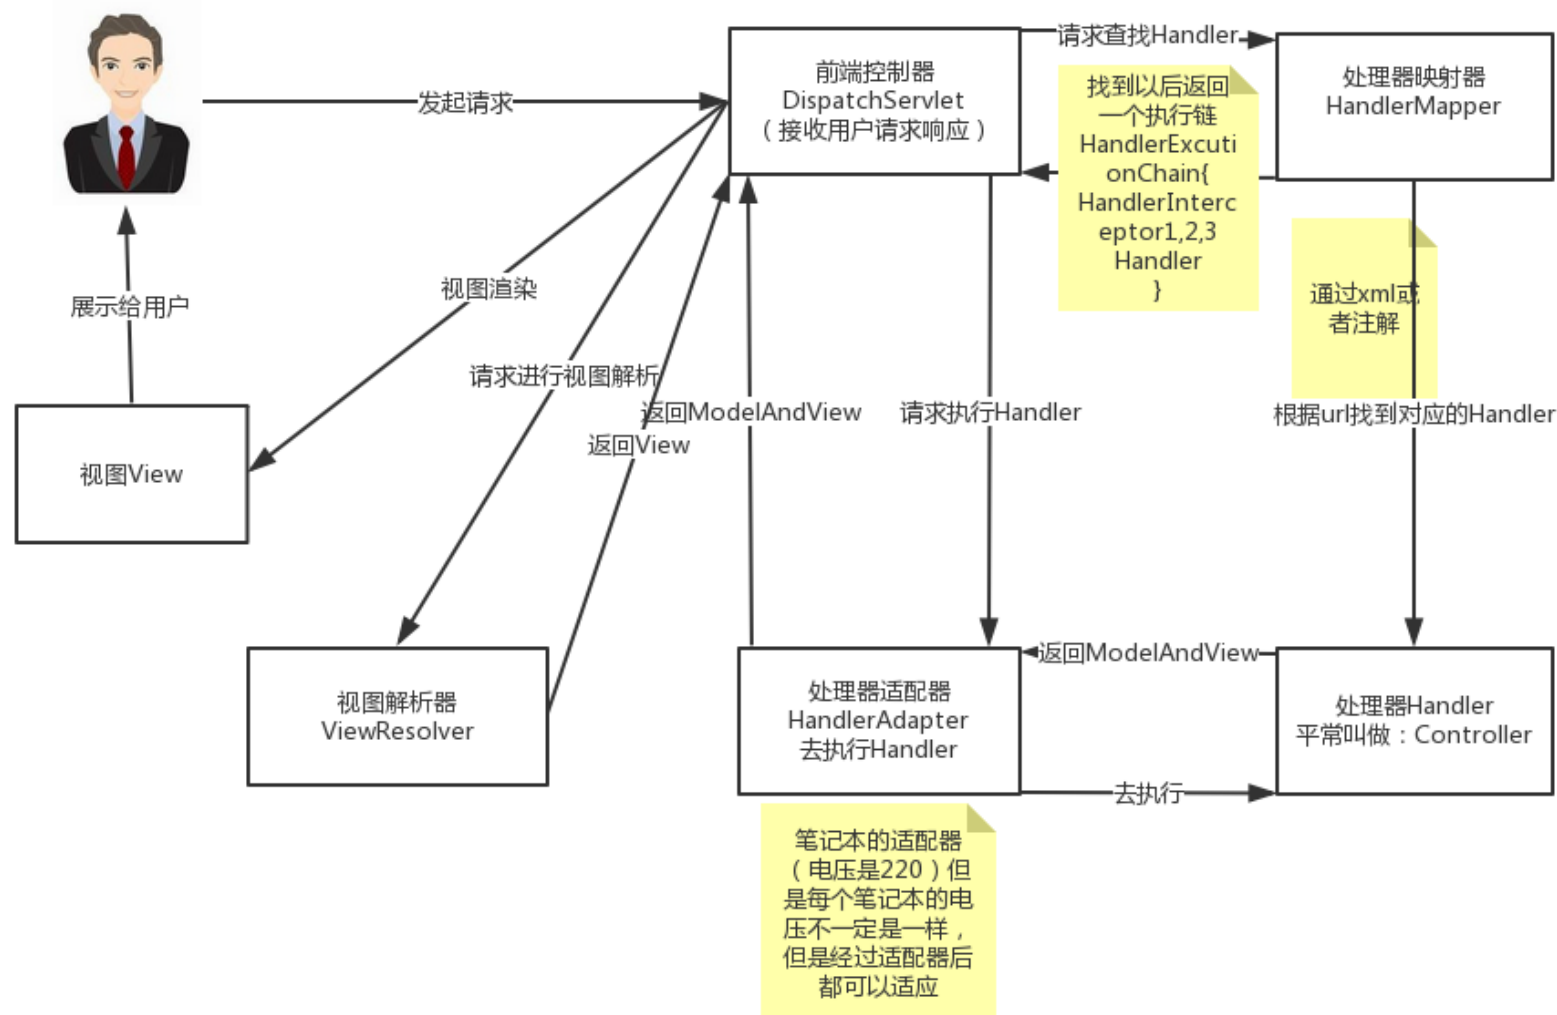 发起请求
前端控制器
DispatchServlet
（接收用户请求响应）
请求查找Handler
处理器映射器
HandlerMapper
找到以后返回
一个执行链
HandlerExcuti
onChain{
HandlerInterc
eptor1,2,3
Handler
}
通过xml或
者注解
展示给用户
视图渲染
请求进行视图解析
返回ModelAndView
请求执行Handler
根据url找到对应的Handler
返回View
视图View
视图解析器
ViewResolver
处理器适配器
HandlerAdapter
去执行Handler
返回ModelAndView
处理器Handler
平常叫做：Controller
去执行
笔记本的适配器
（电压是220）但
是每个笔记本的电
压不一定是一样，
但是经过适配器后
都可以适应